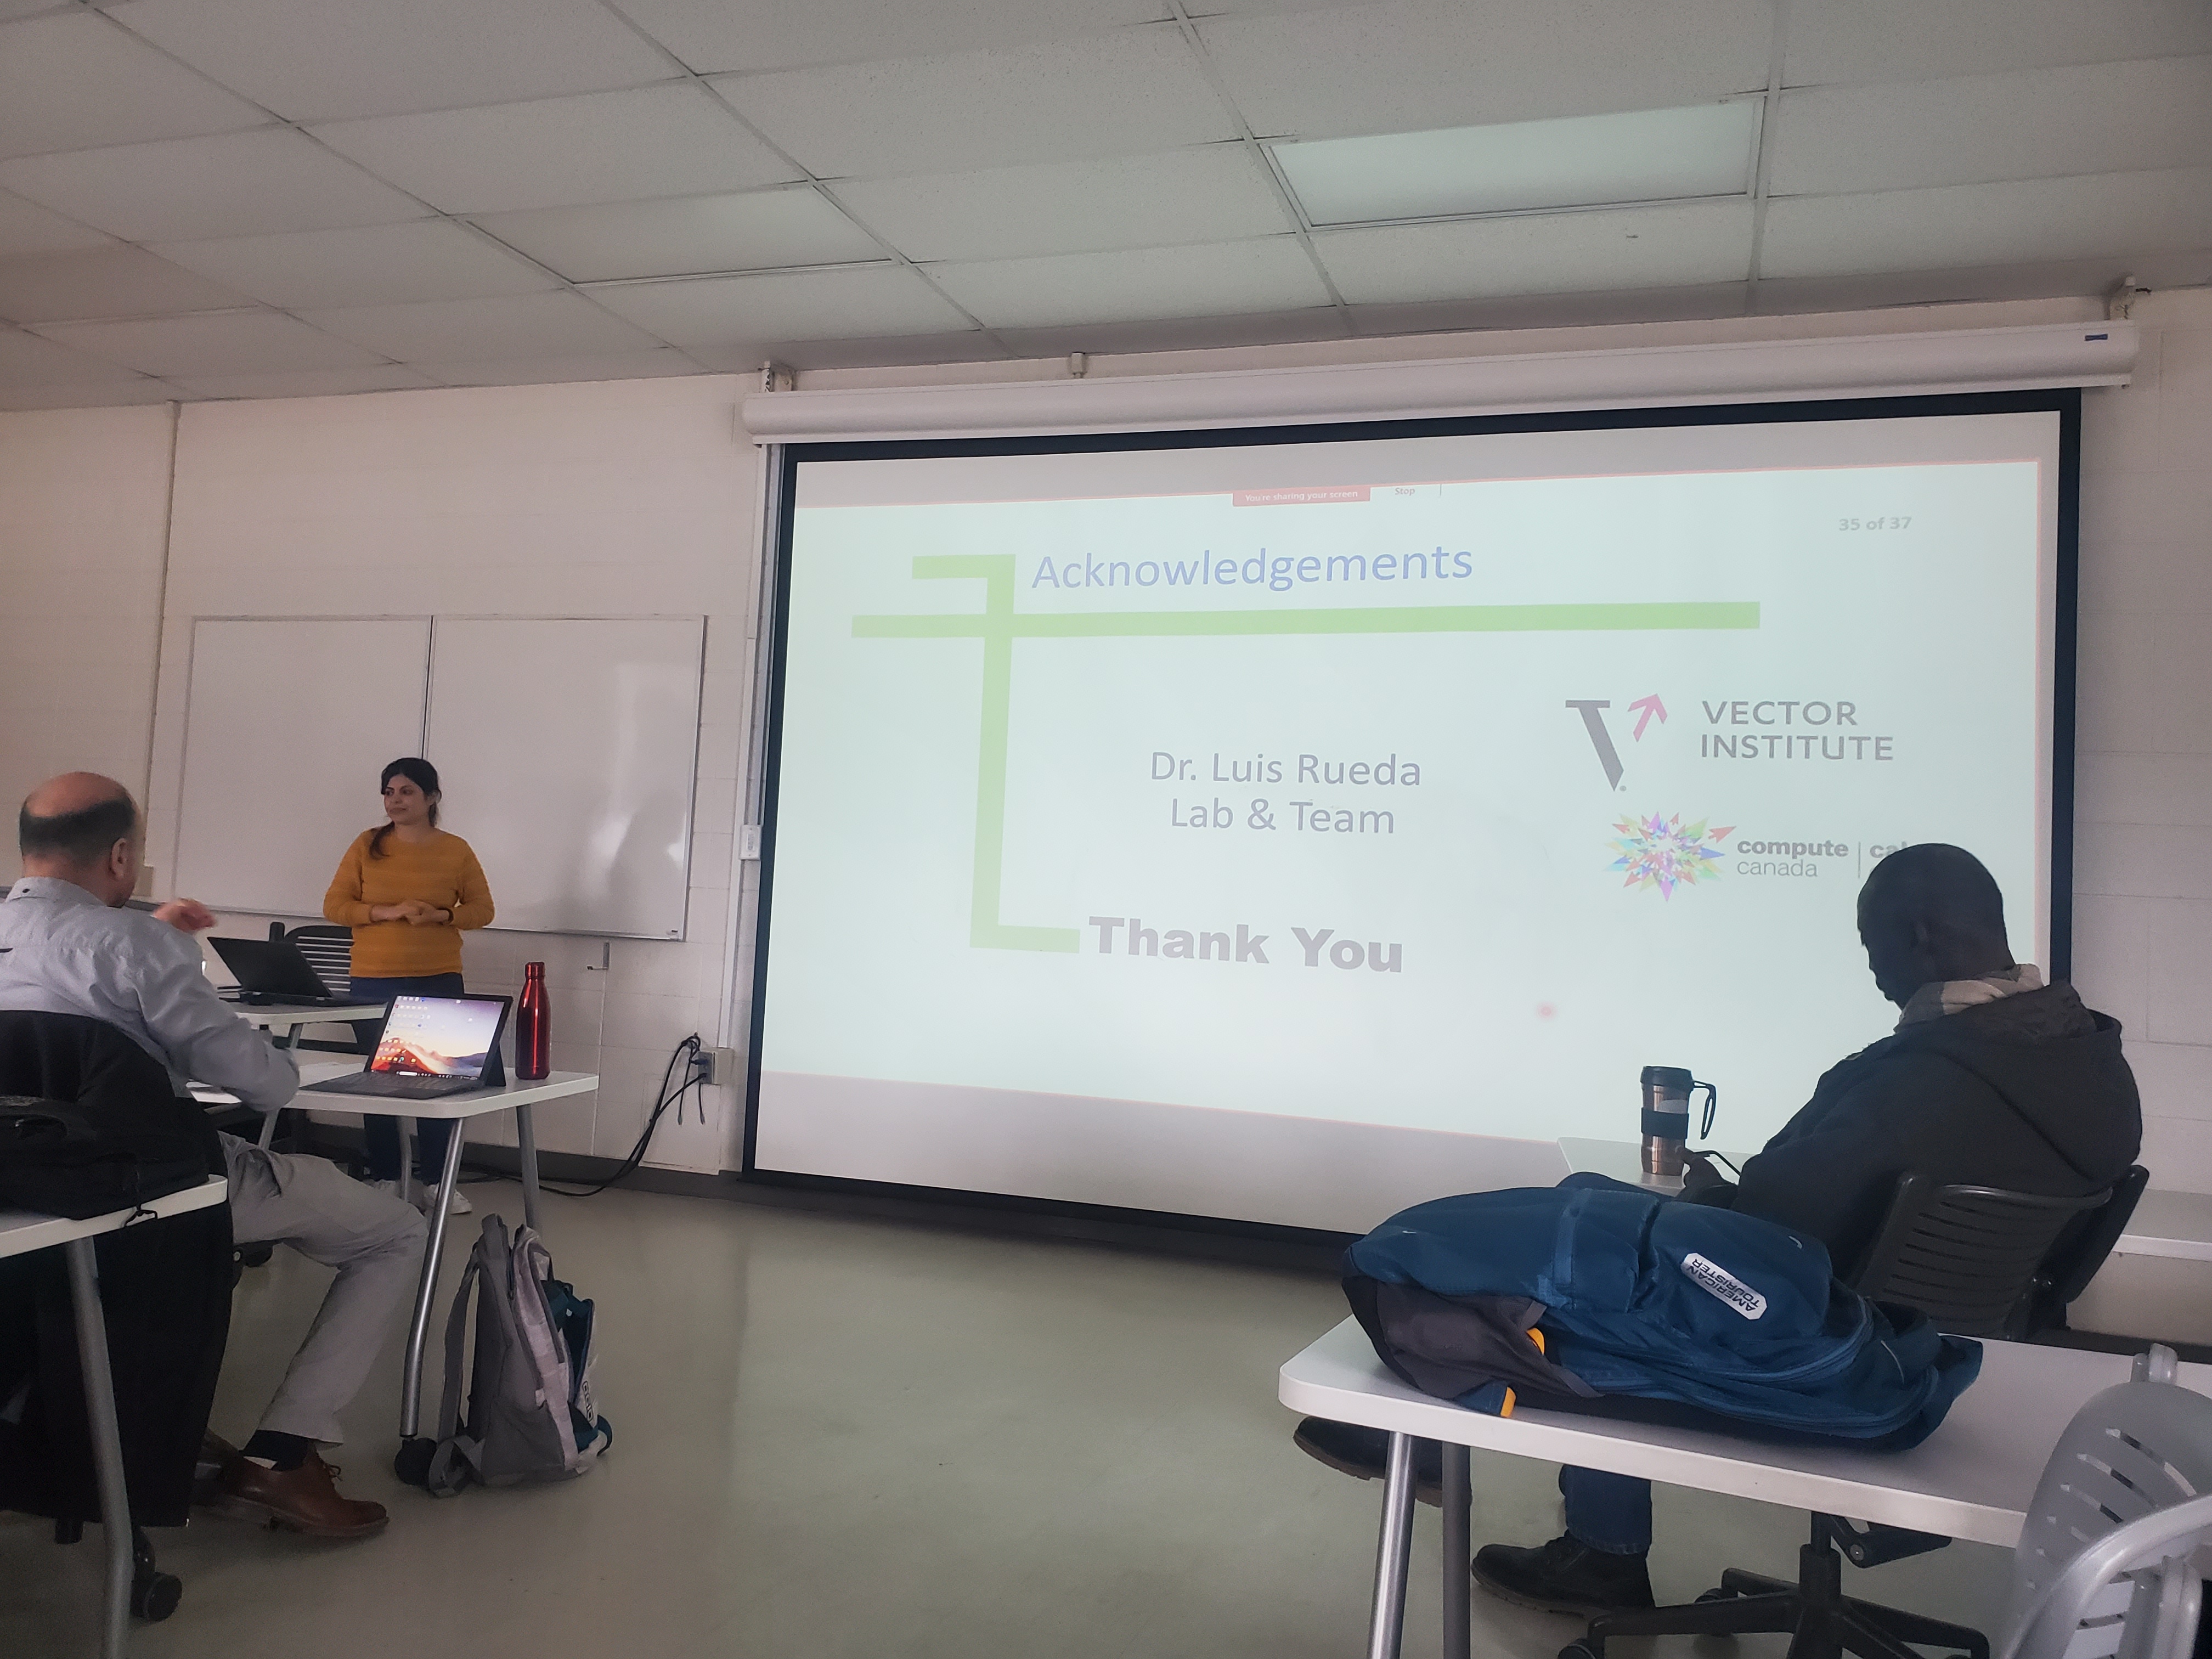 You're sharing your screen
Stop
35 of 37
Acknowledgements
VECTOR
INSTITUTE
Dr. Luis Rueda
Lab & Team
compute
canada
Thank You
AMERICAN
TOURISTER